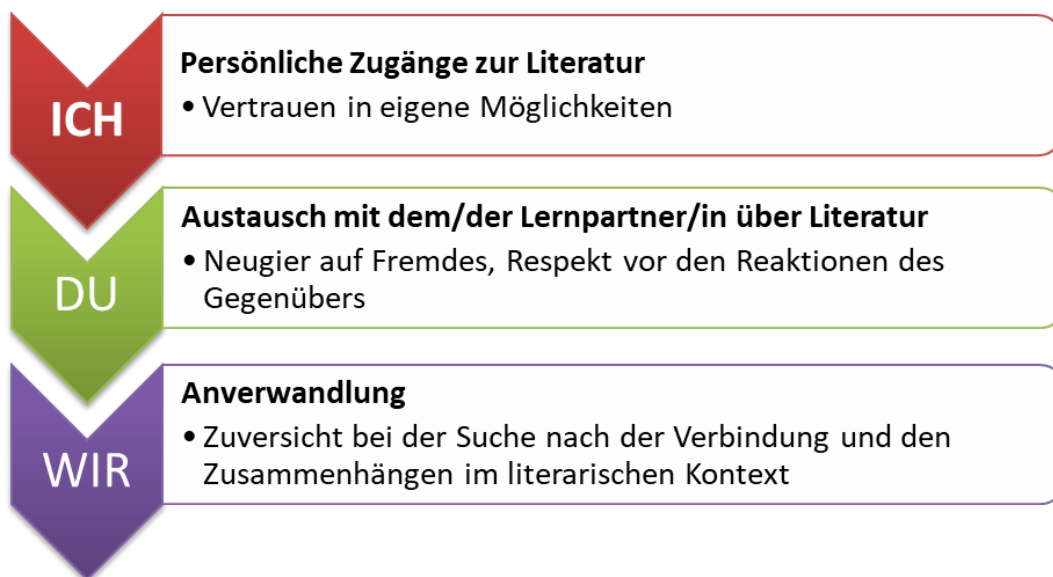 ICH
Persönliche Zugänge zur Literatur
• Vertrauen in eigene Möglichkeiten
DU
Austausch mit dem/der Lernpartner/in über Literatur
• Neugier auf Fremdes, Respekt vor den Reaktionen des
Gegenübers
WIR
Anverwandlung
• Zuversicht bei der Suche nach der Verbindung und den
Zusammenhängen im literarischen Kontext